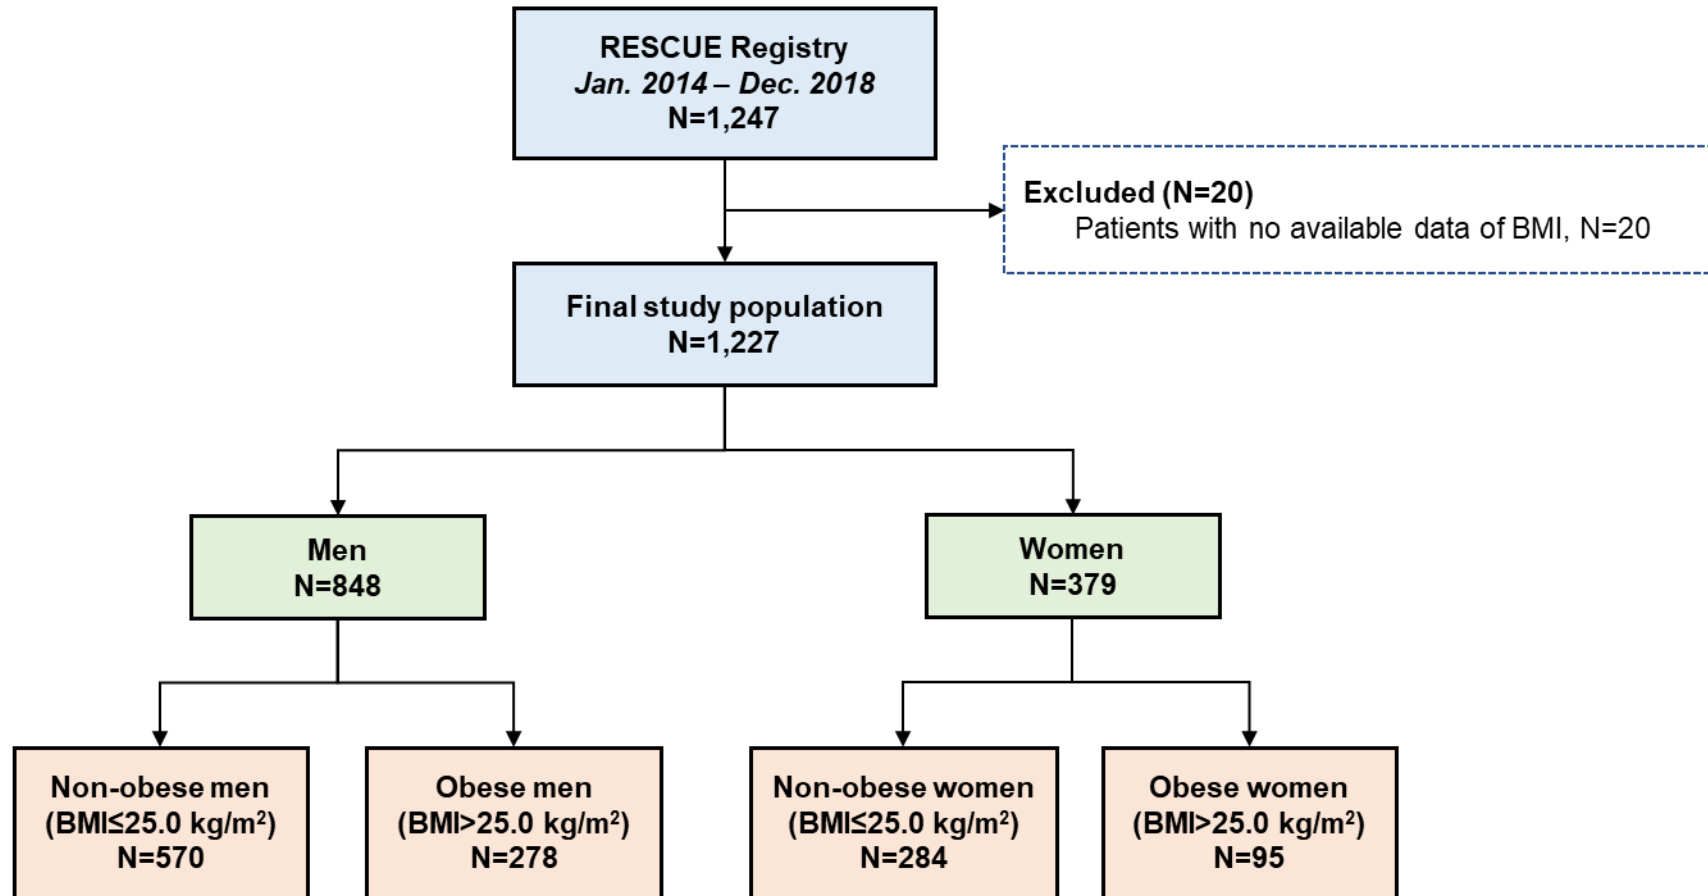 RESCUE Registry
Jan. 2014 – Dec. 2018
N=1,247
Excluded (N=20)
Patients with no available data of BMI, N=20
Final study population
N=1,227
Men
N=848
Women
N=379
Non-obese men
(BMI≤25.0 kg/m²)
N=570
Obese men
(BMI>25.0 kg/m²)
N=278
Non-obese women
(BMI≤25.0 kg/m²)
N=284
Obese women
(BMI>25.0 kg/m²)
N=95